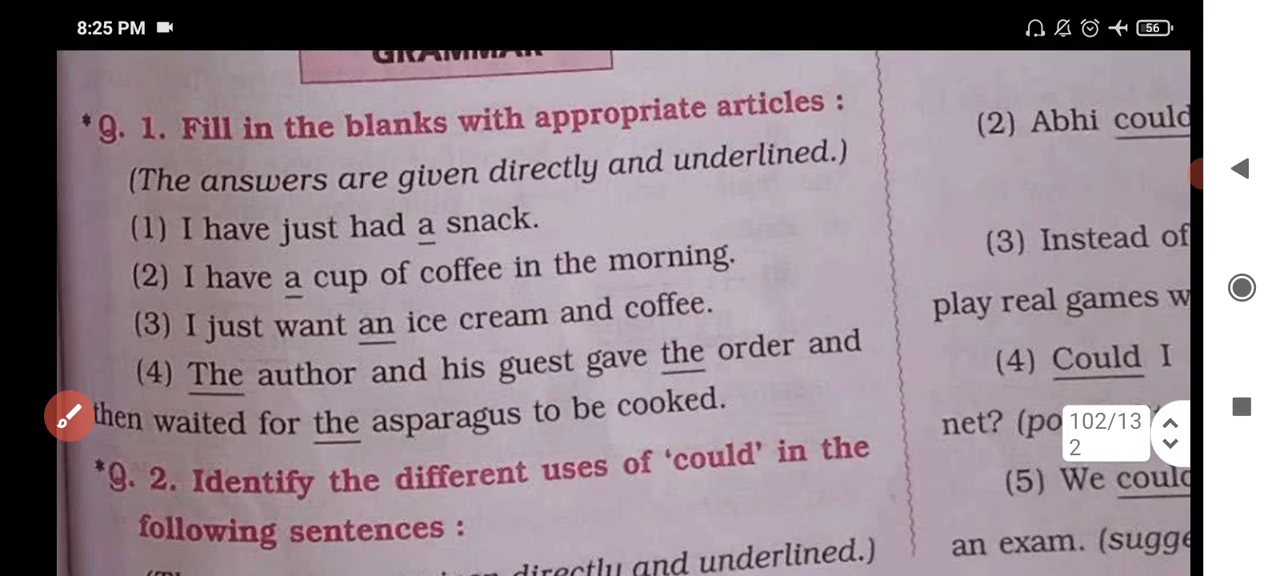 8:25 PM
56
GRAMMAR
*Q. 1. Fill in the blanks with appropriate articles :
(The answers are given directly and underlined.)
(1) I have just had a snack.
(2) I have a cup of coffee in the morning.
(3) I just want an ice cream and coffee.
(4) The author and his guest gave the order and
then waited for the asparagus to be cooked.
*Q. 2. Identify the different uses of ‘could’ in the
following sentences :
directly and underlined.)
(2) Abhi could
(3) Instead of
play real games w
(4) Could I
net? (po
102/13
2
(5) We could
an exam. (sugge